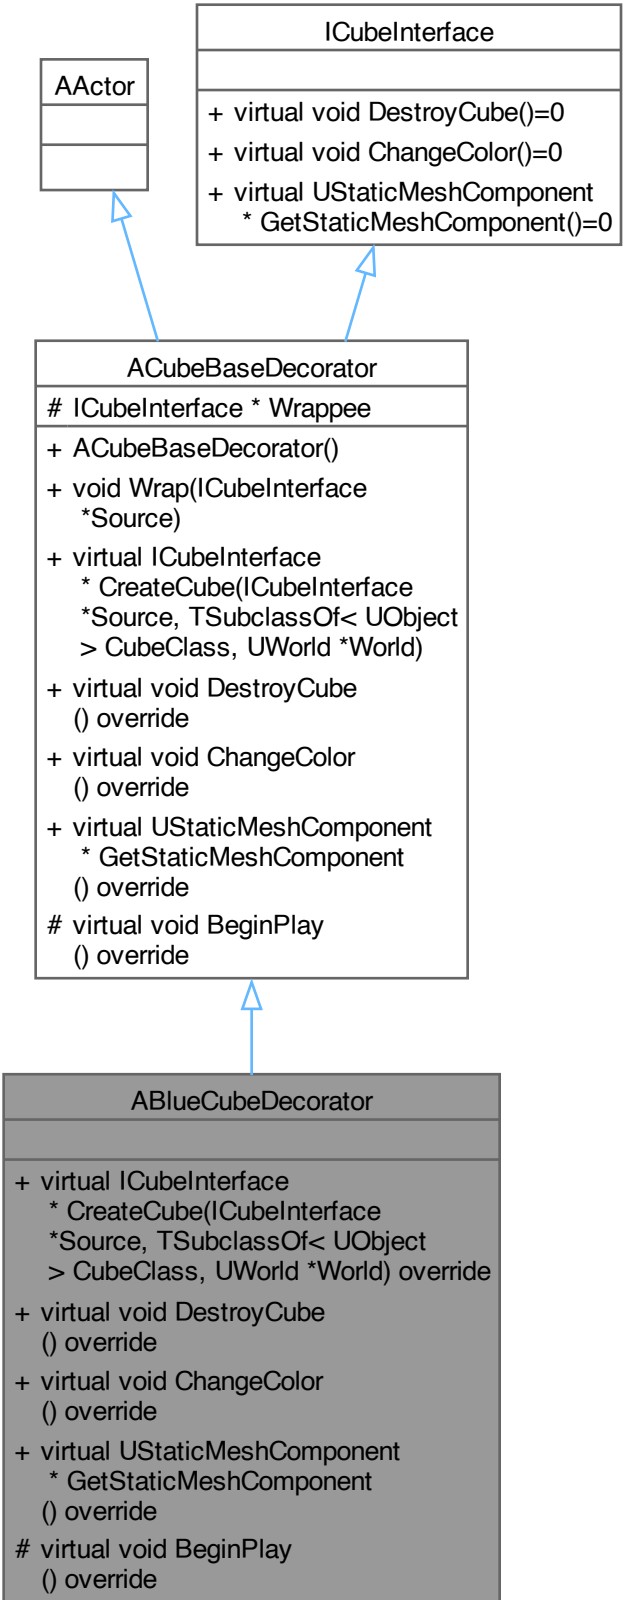 ICubeInterface
+ virtual void DestroyCube()=0
+ virtual void ChangeColor()=0
+ virtual UStaticMeshComponent
* GetStaticMeshComponent()=0
AActor
ACubeBaseDecorator
# ICubeInterface * Wrappee
+ ACubeBaseDecorator()
+ void Wrap(ICubeInterface
*Source)
+ virtual ICubeInterface
* CreateCube(ICubeInterface
*Source, TSubclassOf< UObject
> CubeClass, UWorld *World)
+ virtual void DestroyCube
() override
+ virtual void ChangeColor
() override
+ virtual UStaticMeshComponent
* GetStaticMeshComponent
() override
# virtual void BeginPlay
() override
ABlueCubeDecorator
+ virtual ICubeInterface
* CreateCube(ICubeInterface
*Source, TSubclassOf< UObject
> CubeClass, UWorld *World) override
+ virtual void DestroyCube
() override
+ virtual void ChangeColor
() override
+ virtual UStaticMeshComponent
* GetStaticMeshComponent
() override
# virtual void BeginPlay
() override